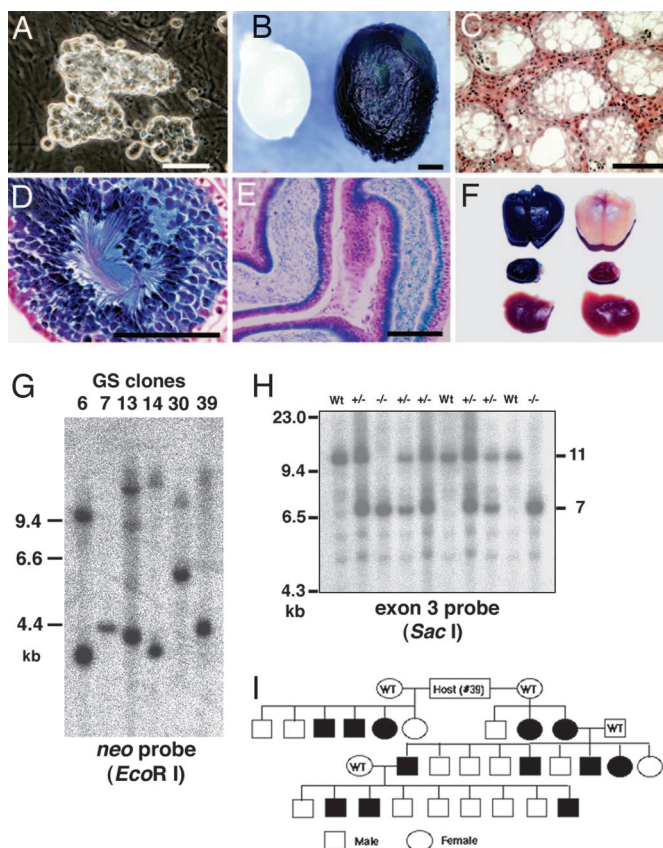 A
B
C
D
E
F
G
GS clones
6 7 13 14 30 39
9.4
6.6
4.4
kb
neo probe
(EcoR I)
H
Wt +/- -/- +/- +/- Wt +/- +/- Wt -/-
23.0
9.4
6.5
4.3
kb
11
7
exon 3 probe
(Sac I)
I
WT
Host (#39)
WT
WT
WT
Male
Female